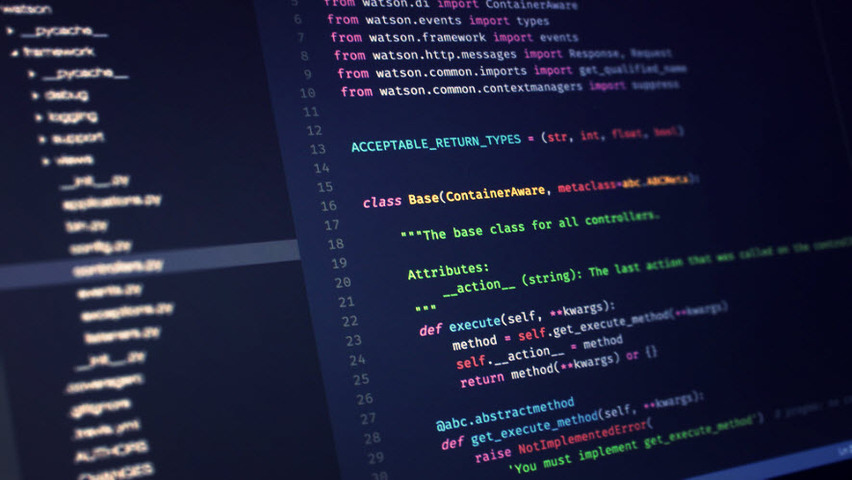 watson
__pycache__
framework
__pycache__
debug
logging
support
views
__init__.py
applications.py
bin.py
config.py
controllers.py
events.py
exceptions.py
listeners.py
__init__.py
.coveragerc
.gitignore
.travis.yml
AUTHORS
CHANGES
5 from watson.di import ContainerAware
6 from watson.events import types
7 from watson.framework import events
8 from watson.http.messages import Response, Request
9 from watson.common.imports import get_qualified_name
10 from watson.common.contextmanagers import suppress
11
12
13 ACCEPTABLE_RETURN_TYPES = (str, int, float, bool)
14
15
16 class Base(ContainerAware, metaclass=abc.ABCMeta):
17
18 """The base class for all controllers.
19
20 Attributes:
21 __action__ (string): The last action that was called on the controll
22 """
23 def execute(self, **kwargs):
24 method = self.get_execute_method(**kwargs)
25 self.__action__ = method
26 return method(**kwargs) or {}
27
28 @abc.abstractmethod
29 def get_execute_method(self, **kwargs):
30 raise NotImplementedError(
'You must implement get_execute_method')